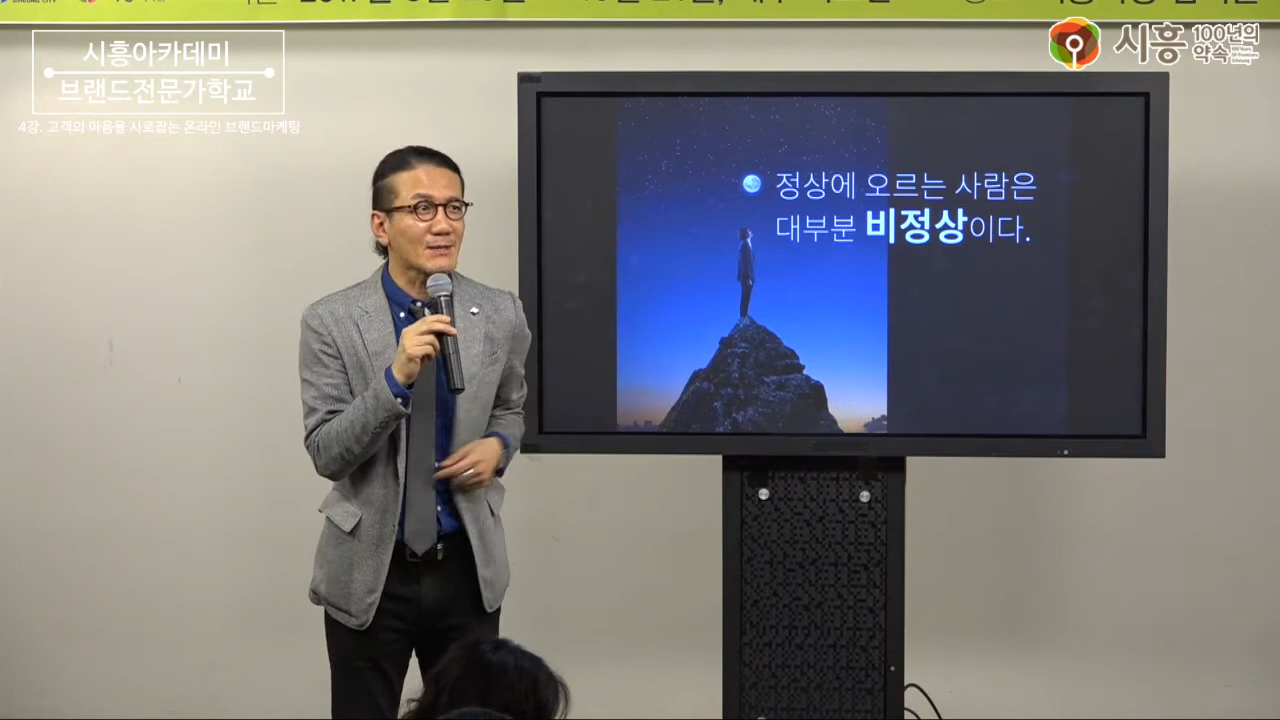 시흥아카데미
브랜드전문가학교
4강. 고객의 마음을 사로잡는 온라인 브랜드마케팅
시흥 100년의
약속
정상에 오르는 사람은
대부분 비정상이다.